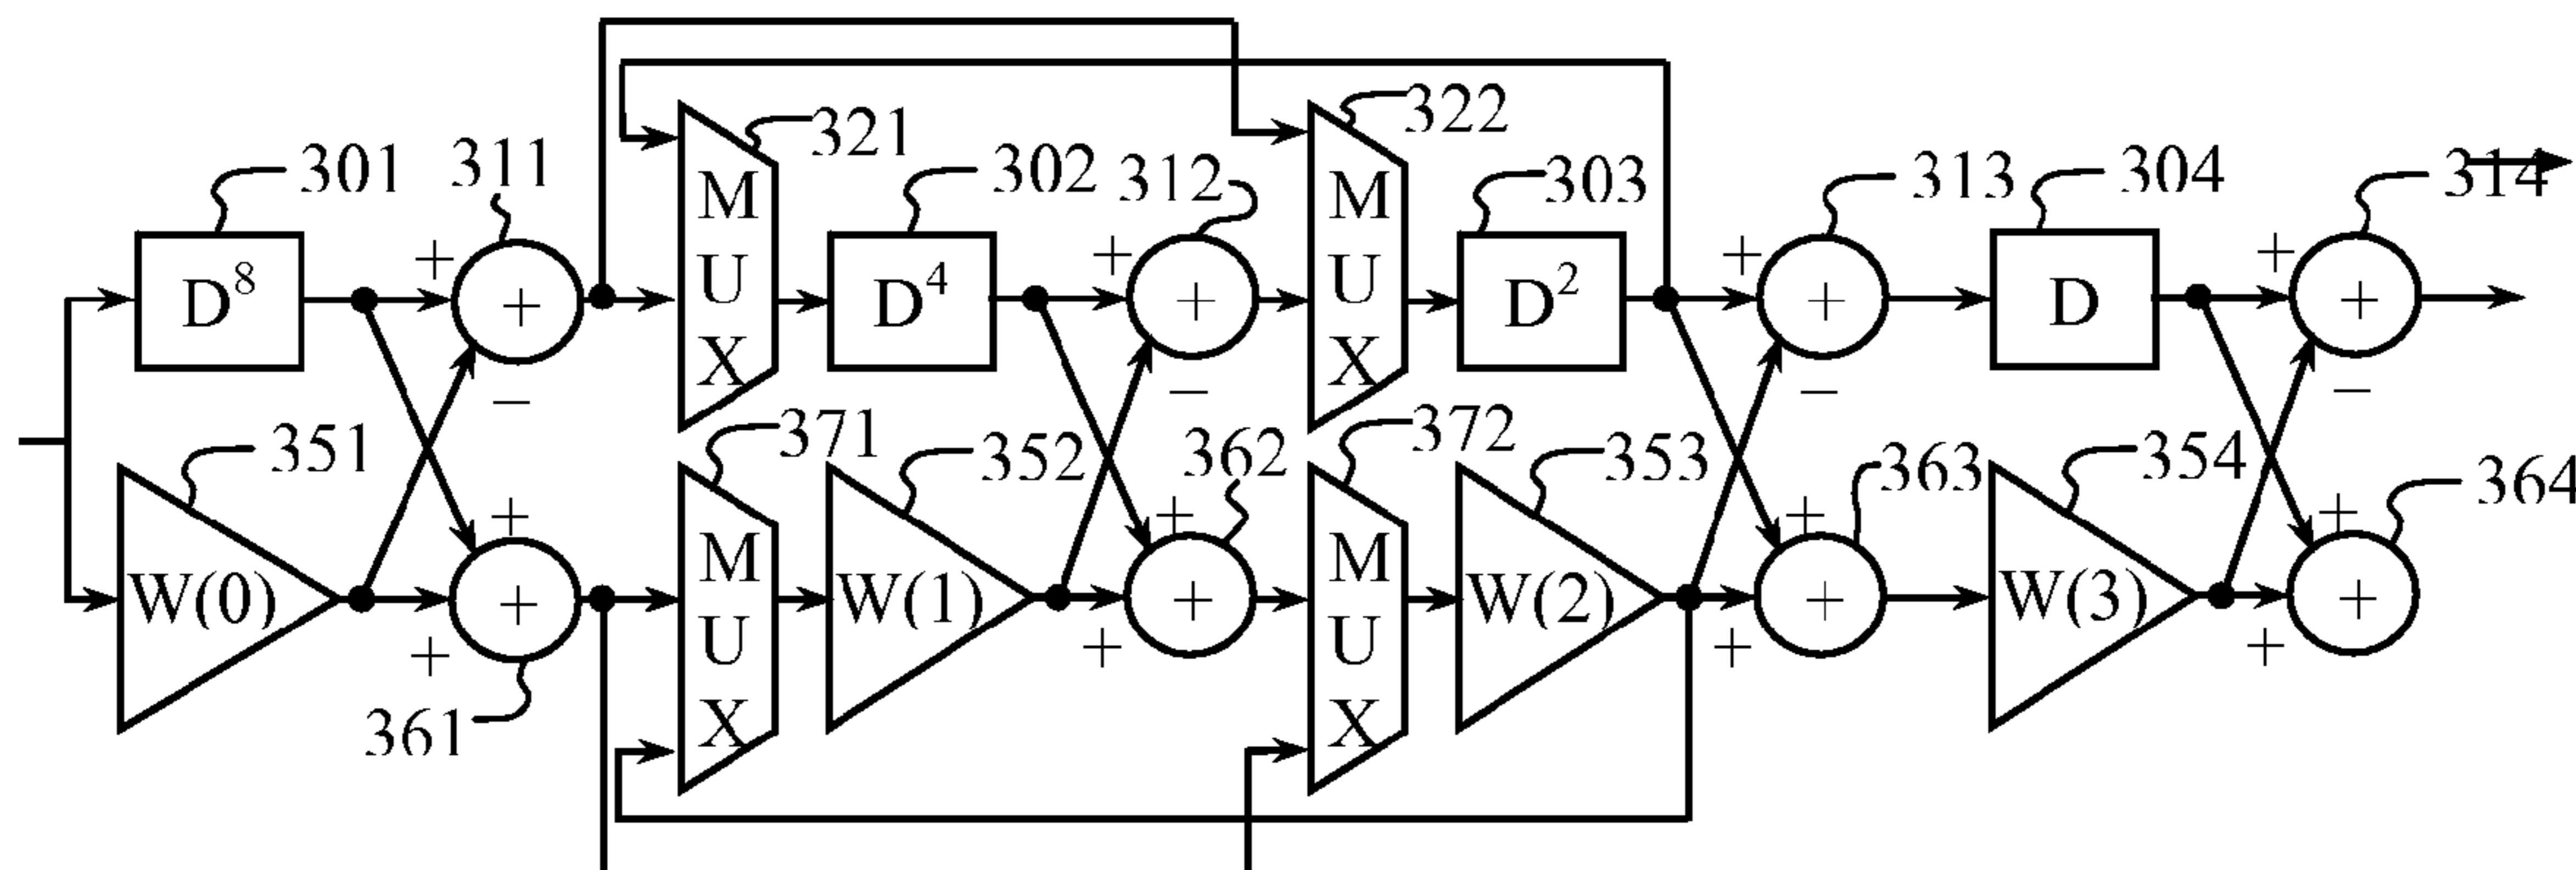 321
322
301
311
302
312
303
313
304
314
M
U
X
M
U
X
+
+
+
+
D⁸
+
D⁴
+
D²
+
D
+
−
−
−
−
351
371
352
362
372
353
363
354
364
+
+
+
+
M
U
X
M
U
X
W(0)
+
W(1)
+
W(2)
+
W(3)
+
+
+
+
+
361